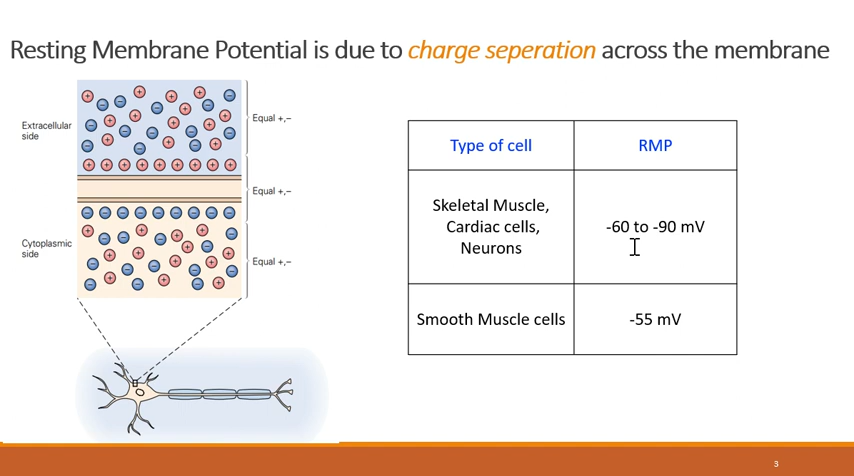 Resting Membrane Potential is due to charge seperation across the membrane
Extracellular
side
Equal +,−
Equal +,−
Cytoplasmic
side
Equal +,−
Type of cell
RMP
Skeletal Muscle,
Cardiac cells,
Neurons
-60 to -90 mV
Smooth Muscle cells
-55 mV
3